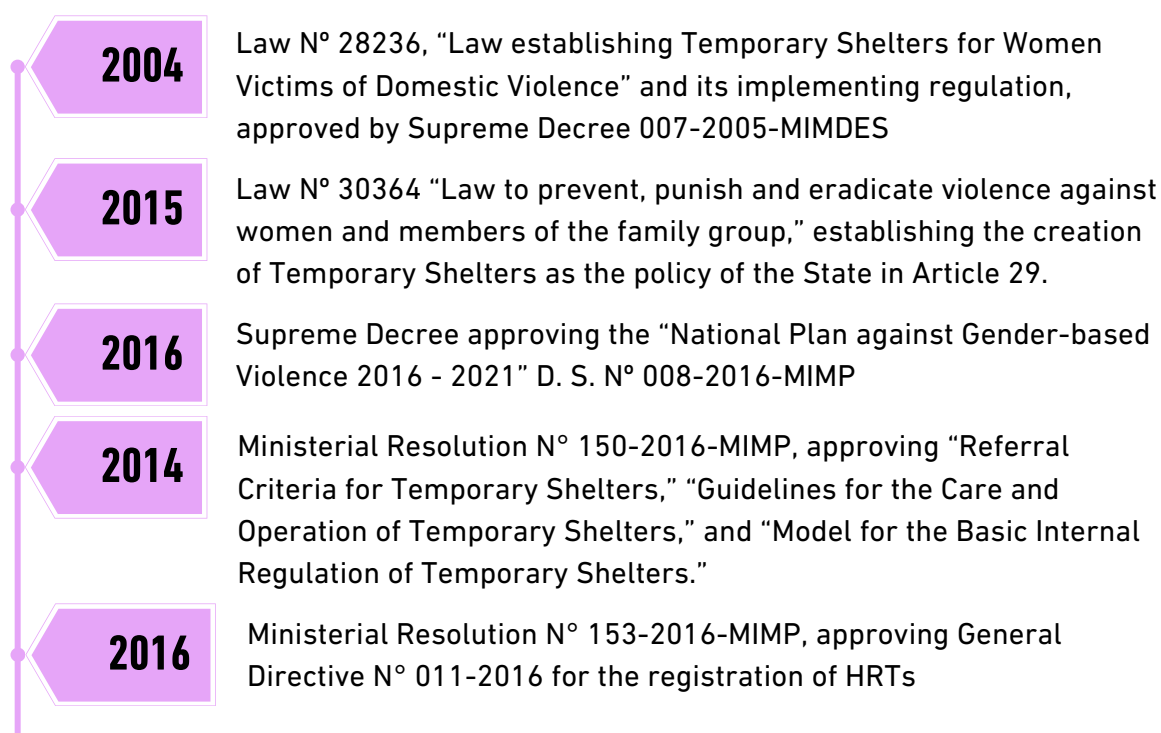 2004
Law Nº 28236, “Law establishing Temporary Shelters for Women
Victims of Domestic Violence” and its implementing regulation,
approved by Supreme Decree 007-2005-MIMDES
2015
Law Nº 30364 “Law to prevent, punish and eradicate violence against
women and members of the family group,” establishing the creation
of Temporary Shelters as the policy of the State in Article 29.
2016
Supreme Decree approving the “National Plan against Gender-based
Violence 2016 - 2021” D. S. Nº 008-2016-MIMP
2014
Ministerial Resolution N° 150-2016-MIMP, approving “Referral
Criteria for Temporary Shelters,” “Guidelines for the Care and
Operation of Temporary Shelters,” and “Model for the Basic Internal
Regulation of Temporary Shelters.”
2016
Ministerial Resolution N° 153-2016-MIMP, approving General
Directive N° 011-2016 for the registration of HRTs